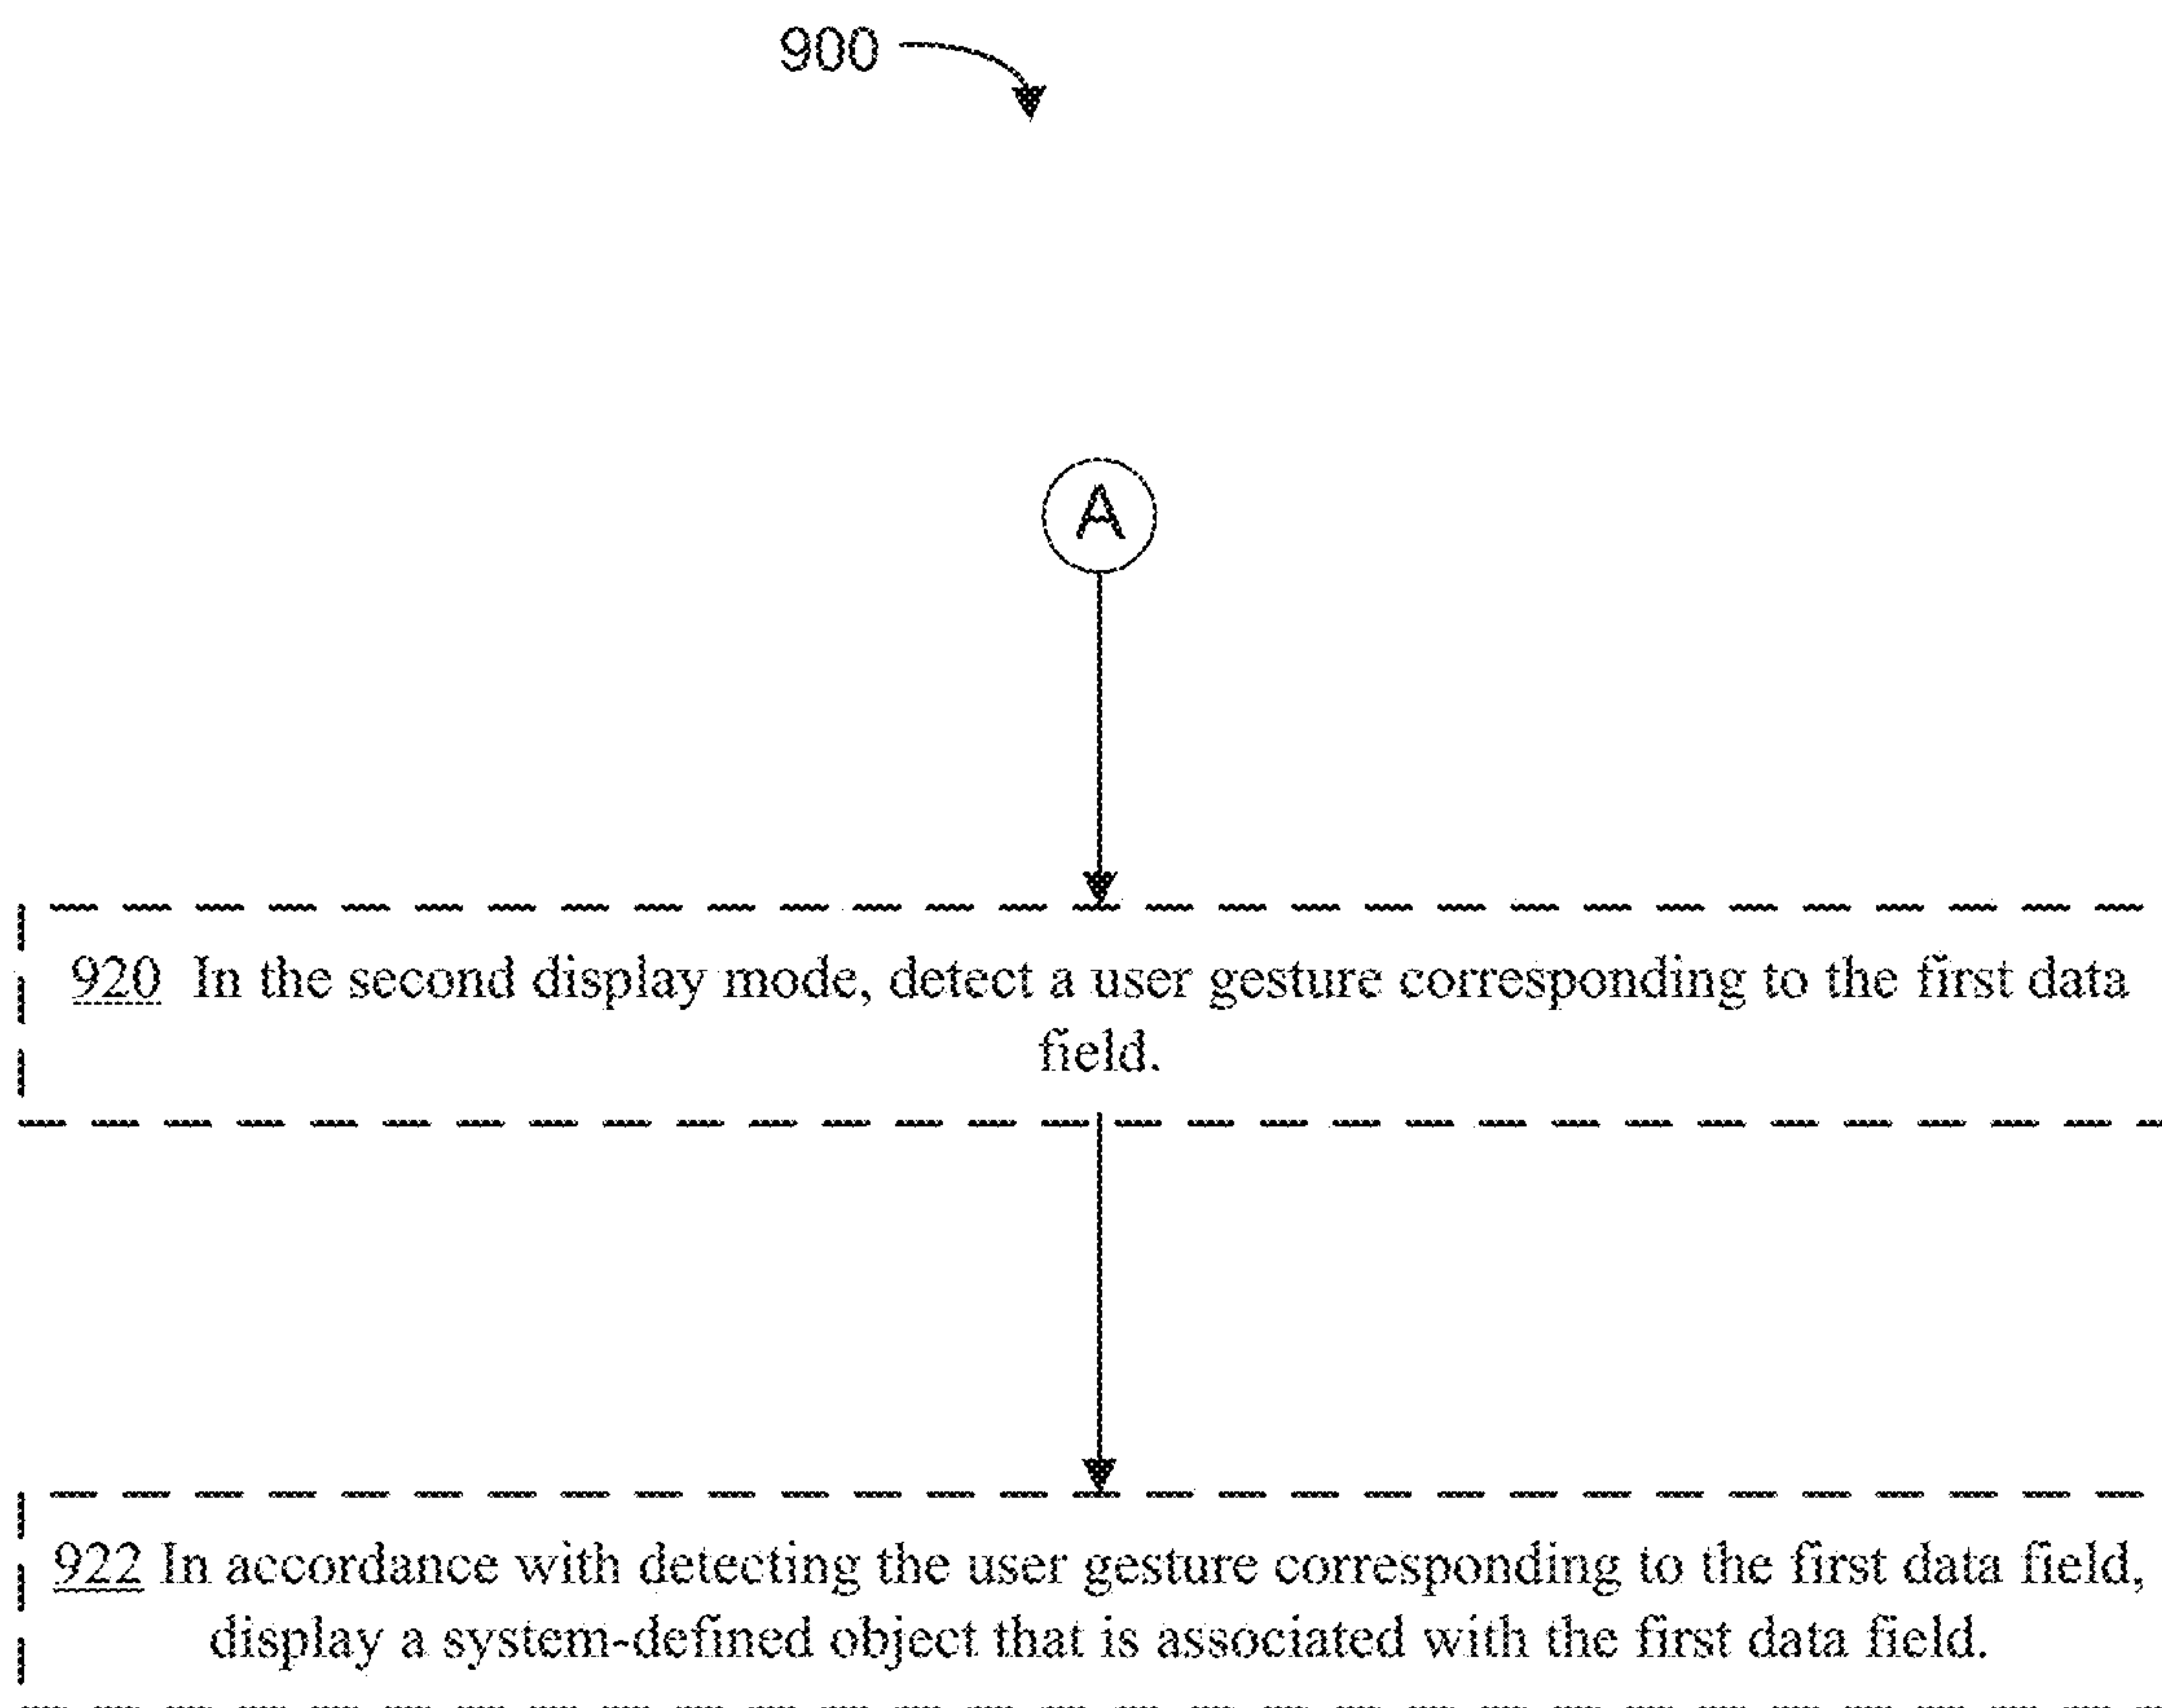 900
A
920 In the second display mode, detect a user gesture corresponding to the first data
field.
922 In accordance with detecting the user gesture corresponding to the first data field,
display a system-defined object that is associated with the first data field.